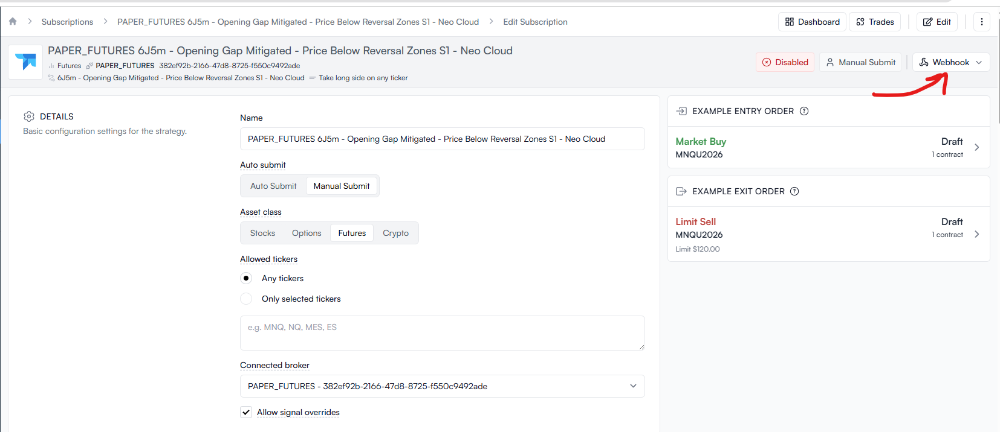 Subscriptions > PAPER_FUTURES 6J5m - Opening Gap Mitigated - Price Below Reversal Zones S1 - Neo Cloud > Edit Subscription
Dashboard Trades Edit
PAPER_FUTURES 6J5m - Opening Gap Mitigated - Price Below Reversal Zones S1 - Neo Cloud
Futures PAPER_FUTURES 382ef92b-2166-47d8-8725-f550c9492ade
6J5m - Opening Gap Mitigated - Price Below Reversal Zones S1 - Neo Cloud = Take long side on any ticker
Disabled Manual Submit Webhook
DETAILS
Basic configuration settings for the strategy.
Name
PAPER_FUTURES 6J5m - Opening Gap Mitigated - Price Below Reversal Zones S1 - Neo Cloud
Auto submit
Auto Submit Manual Submit
Asset class
Stocks Options Futures Crypto
Allowed tickers
Any tickers
Only selected tickers
e.g. MNQ, NQ, MES, ES
Connected broker
PAPER_FUTURES - 382ef92b-2166-47d8-8725-f550c9492ade
Allow signal overrides
EXAMPLE ENTRY ORDER ?
Market Buy Draft
MNQU2026 1 contract
EXAMPLE EXIT ORDER ?
Limit Sell Draft
MNQU2026 1 contract
Limit $120.00